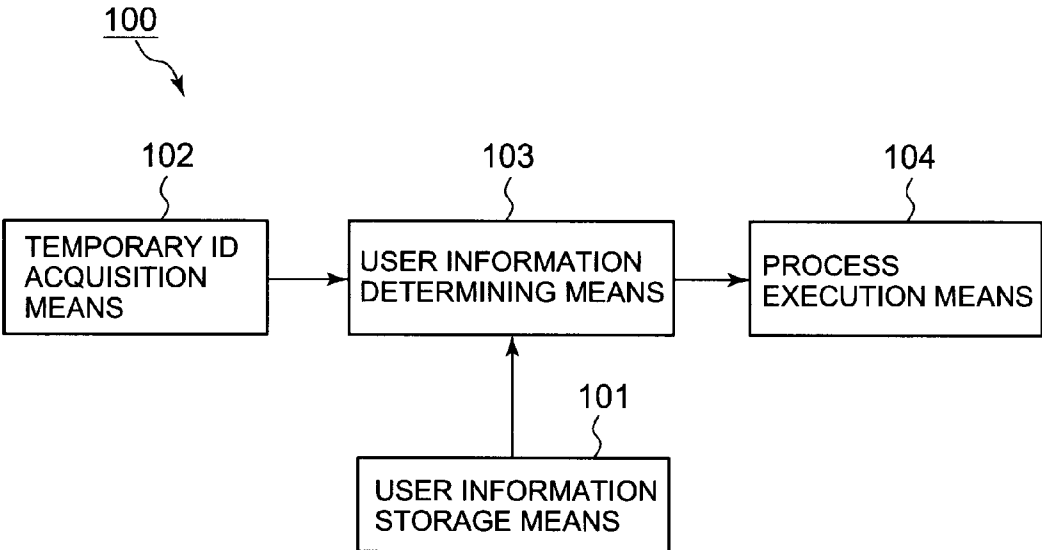 100
102
103
104
TEMPORARY ID
ACQUISITION
MEANS
USER INFORMATION
DETERMINING MEANS
PROCESS
EXECUTION MEANS
101
USER INFORMATION
STORAGE MEANS